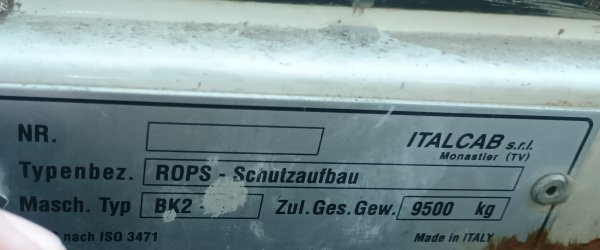 NR. ITALCAB s.r.l.
Monastier (TV)
Typenbez. ROPS - Schutzaufbau
Masch. Typ BK2 - Zul.Ges.Gew. 9500 kg
nach ISO 3471 Made in ITALY